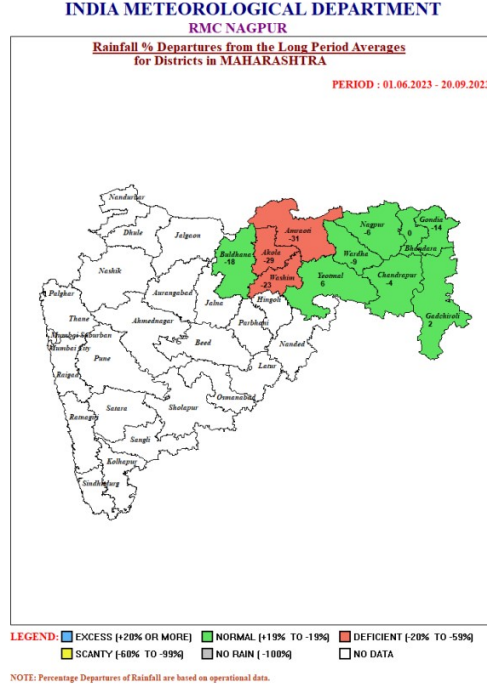 INDIA METEOROLOGICAL DEPARTMENT
RMC NAGPUR
Rainfall % Departures from the Long Period Averages
for Districts in MAHARASHTRA
PERIOD : 01.06.2023 - 20.09.2023
Nandurbar
Dhule
Jalgaon
Nashik
Buldhana
-18
Amraoti
-31
Akola
-29
Washim
-23
Nagpur
-6
Wardha
-9
Yeotmal
6
Gondia
-14
0
Bhandara
Chandrapur
-4
Gadchiroli
2
Palghar
Aurangabad
Jalna
Hingoli
Thane
Ahmednagar
Parbhani
Mumbai Suburban
Mumbai City
Pune
Beed
Nanded
Raigad
Latur
Osmanabad
Satara
Sholapur
Ratnagiri
Sangli
Kolhapur
Sindhudurg
LEGEND: EXCESS (+20% OR MORE) NORMAL (+19% TO -19%) DEFICIENT (-20% TO -59%)
SCANTY (-60% TO -99%) NO RAIN ( -100%) NO DATA
NOTE: Percentage Departures of Rainfall are based on operational data.